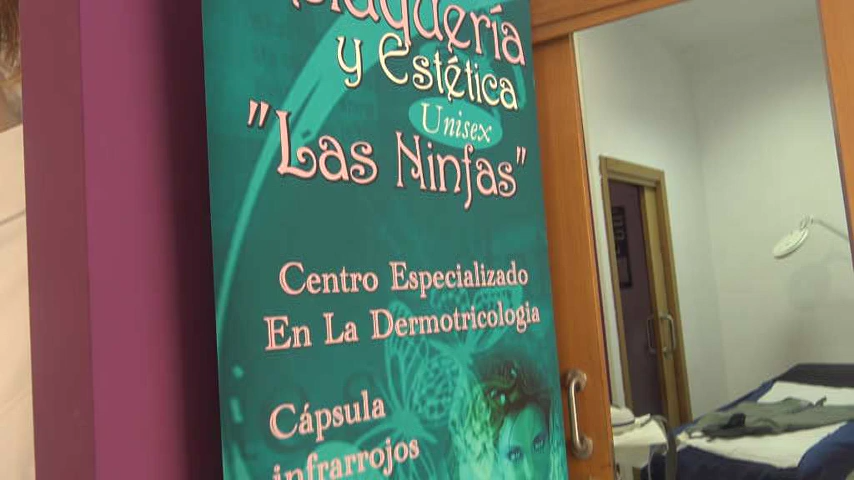 y Estética
Unisex
"Las Ninfas"
Centro Especializado
En La Dermotricologia
Cápsula
infrarrojos